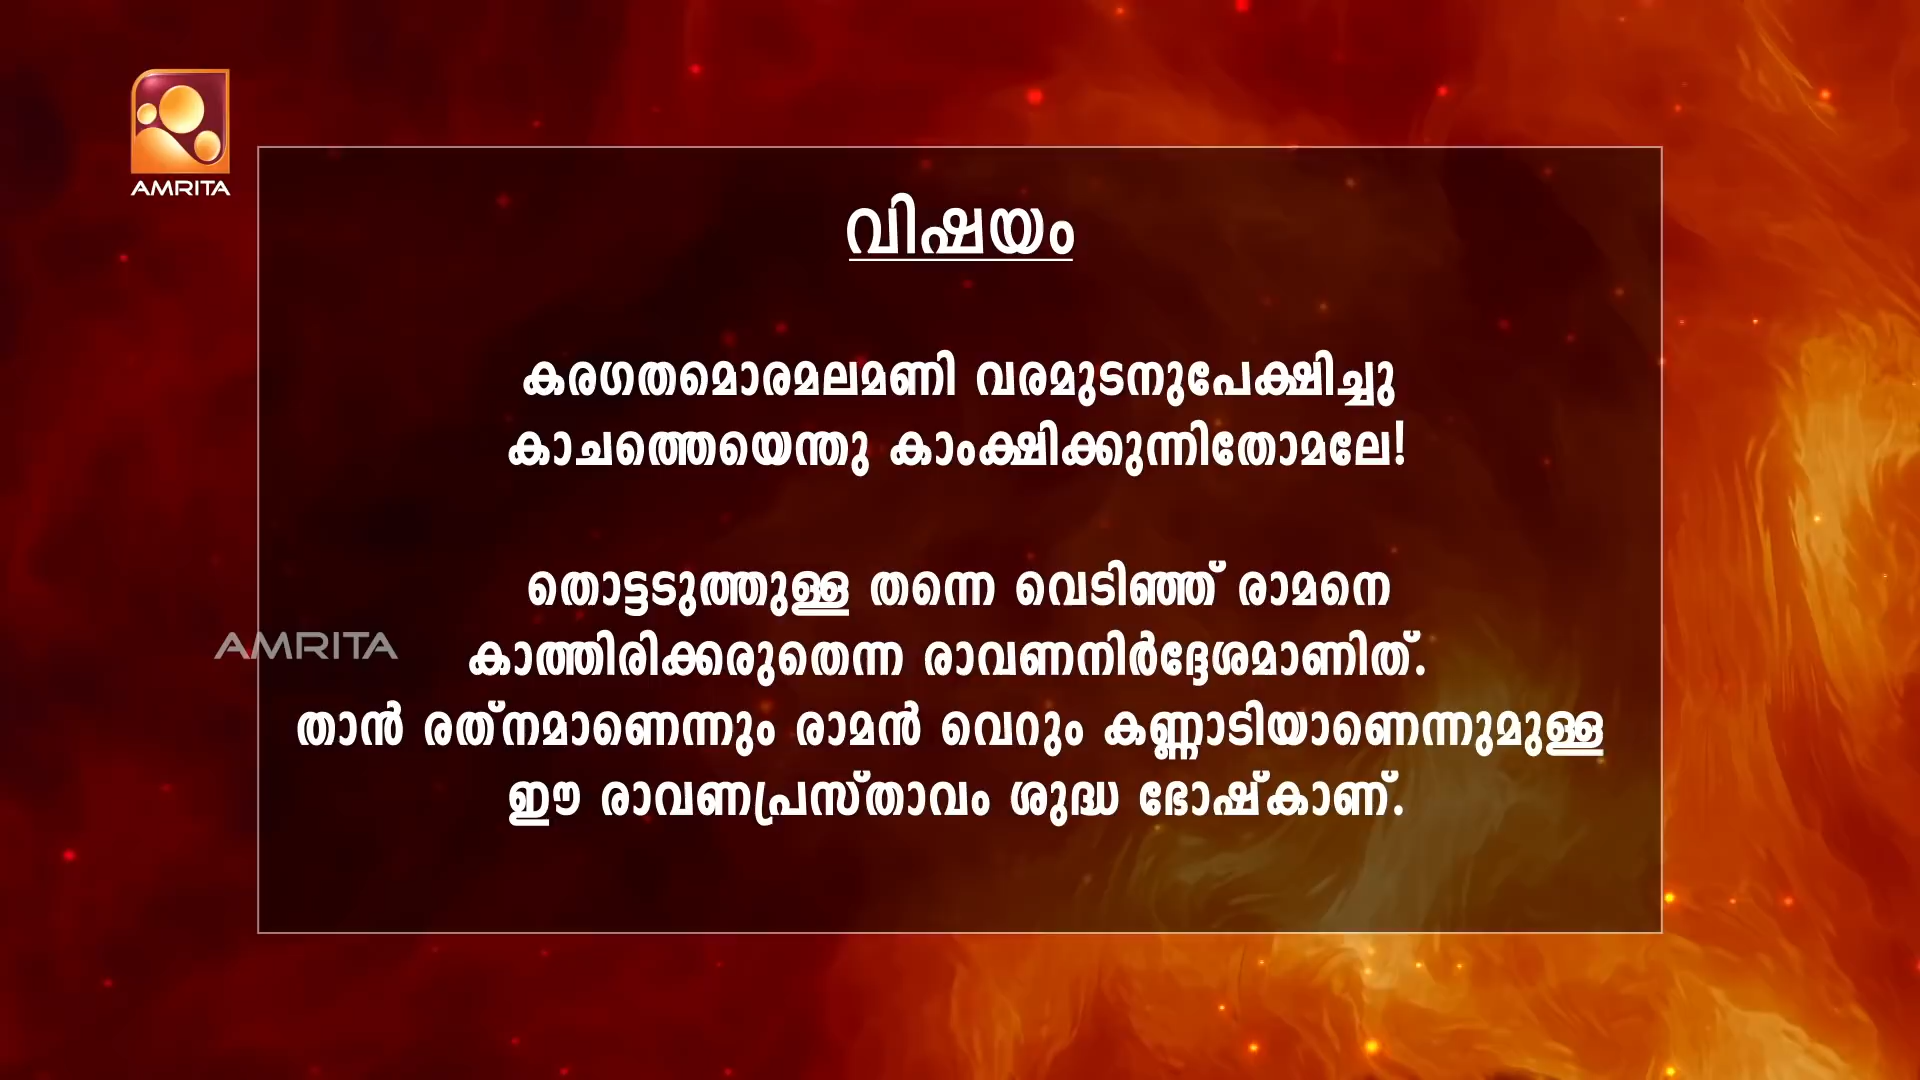 AMRITA
വിഷയം
കരഗതമൊരമലമണി വരമുടനുപേക്ഷിച്ചു
കാചത്തെയെന്തു കാംക്ഷിക്കുന്നിതോമലേ!
തൊട്ടടുത്തുള്ള തന്നെ വെടിഞ്ഞ് രാമനെ
കാത്തിരിക്കരുതെന്ന രാവണനിർദ്ദേശമാണിത്.
AMRITA
താൻ രത്‌നമാണെന്നും രാമൻ വെറും കണ്ണാടിയാണെന്നുമുള്ള
ഈ രാവണപ്രസ്താവം ശുദ്ധ ഭോഷ്കാണ്.